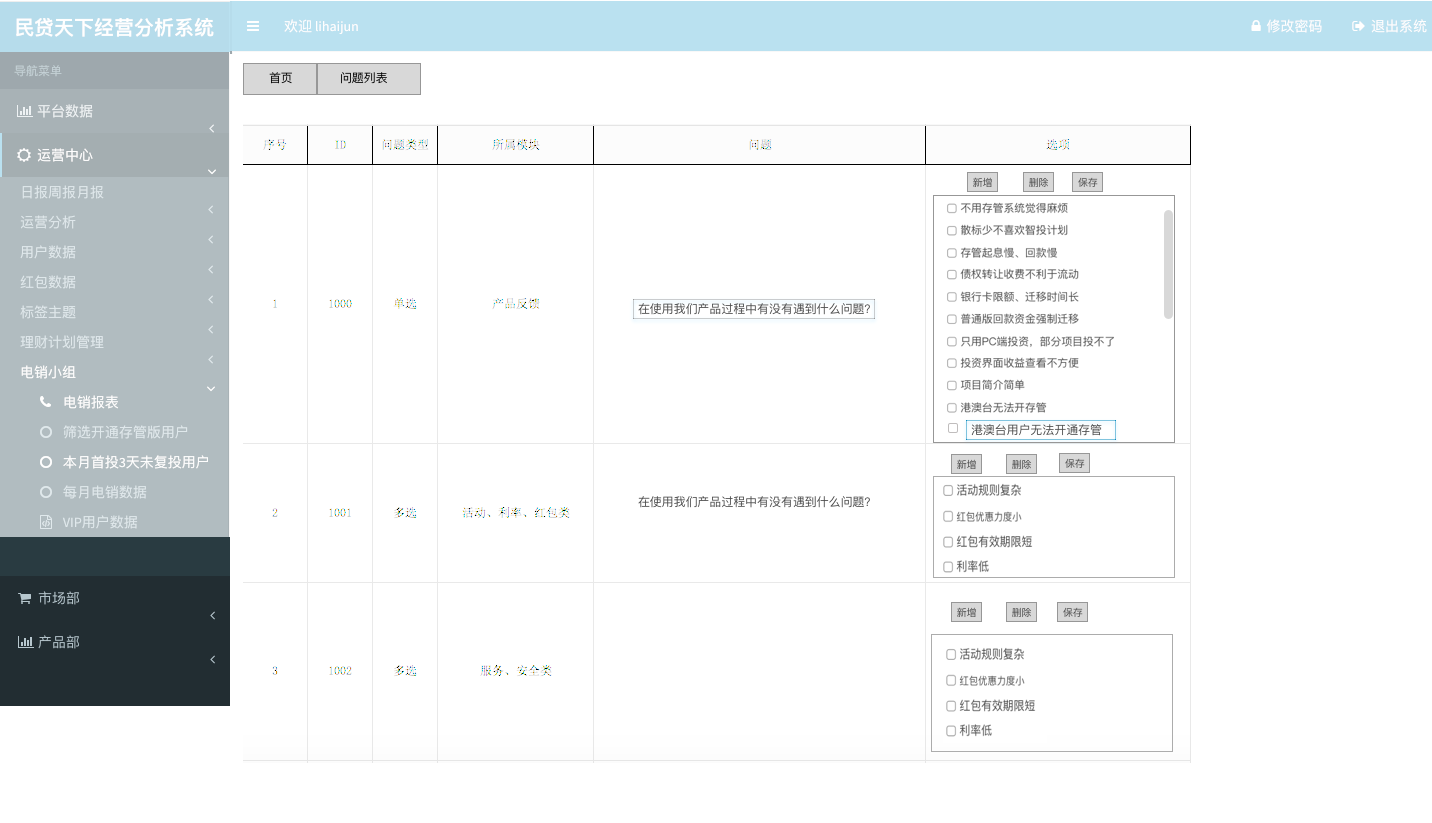 民贷天下经营分析系统
欢迎 lihaijun
修改密码
退出系统
导航菜单
平台数据
运营中心
日报周报月报
运营分析
用户数据
红包数据
标签主题
理财计划管理
电销小组
电销报表
筛选开通存管版用户
本月首投3天未复投用户
每月电销数据
VIP用户数据
市场部
产品部
首页
问题列表
序号 ID 问题类型 所属模块 问题 选项
1 1000 单选 产品反馈 在使用我们产品过程中有没有遇到什么问题?
新增 删除 保存
不用存管系统觉得麻烦
散标少不喜欢智投计划
存管起息慢、回款慢
债权转让收费不利于流动
银行卡限额、迁移时间长
普通版回款资金强制迁移
只用PC端投资，部分项目投不了
投资界面收益查看不方便
项目简介简单
港澳台无法开存管
港澳台用户无法开通存管
2 1001 多选 活动、利率、红包类 在使用我们产品过程中有没有遇到什么问题?
新增 删除 保存
活动规则复杂
红包优惠力度小
红包有效期限短
利率低
3 1002 多选 服务、安全类
新增 删除 保存
活动规则复杂
红包优惠力度小
红包有效期限短
利率低